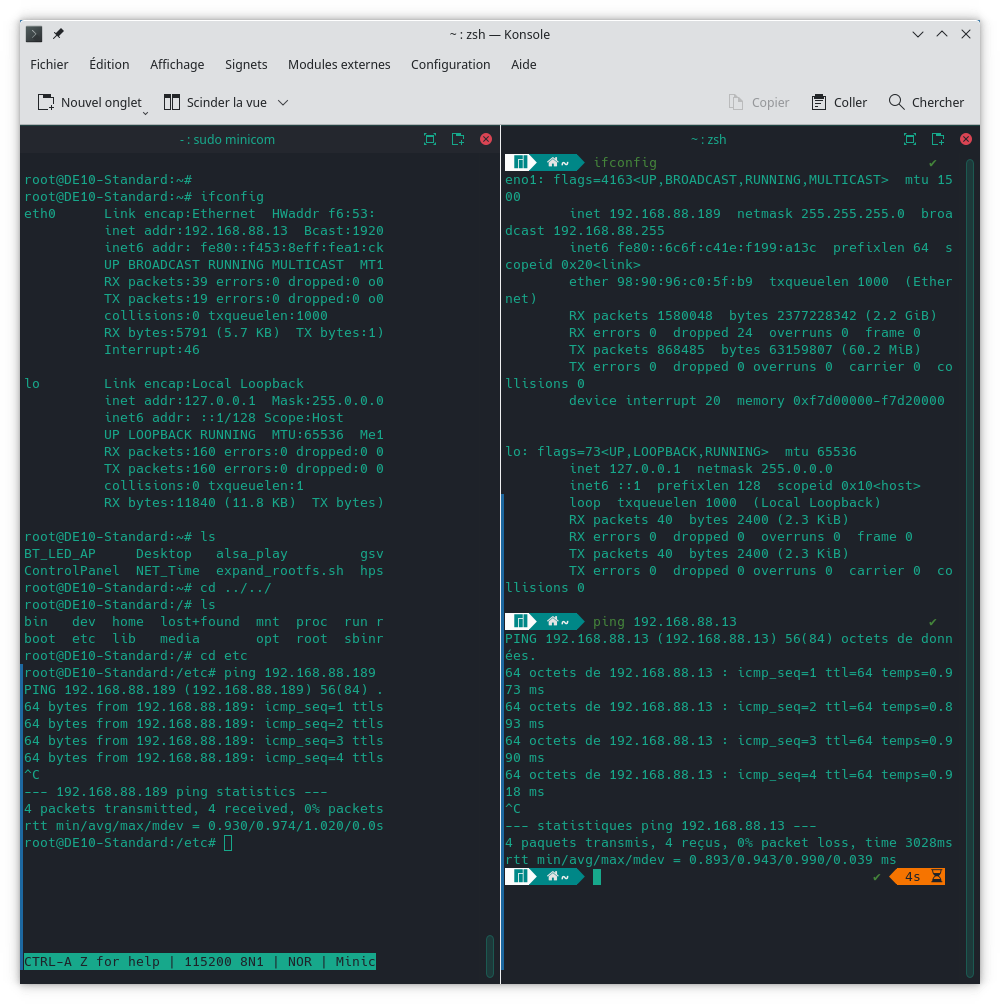 ~ : zsh — Konsole
Fichier Édition Affichage Signets Modules externes Configuration Aide
Nouvel onglet Scinder la vue Copier Coller Chercher
- : sudo minicom
root@DE10-Standard:~#
root@DE10-Standard:~# ifconfig
eth0      Link encap:Ethernet  HWaddr f6:53:
          inet addr:192.168.88.13  Bcast:1920
          inet6 addr: fe80::f453:8eff:fea1:ck
          UP BROADCAST RUNNING MULTICAST  MT1
          RX packets:39 errors:0 dropped:0 o0
          TX packets:19 errors:0 dropped:0 o0
          collisions:0 txqueuelen:1000
          RX bytes:5791 (5.7 KB)  TX bytes:1)
          Interrupt:46
lo        Link encap:Local Loopback
          inet addr:127.0.0.1  Mask:255.0.0.0
          inet6 addr: ::1/128 Scope:Host
          UP LOOPBACK RUNNING  MTU:65536  Me1
          RX packets:160 errors:0 dropped:0 0
          TX packets:160 errors:0 dropped:0 0
          collisions:0 txqueuelen:1
          RX bytes:11840 (11.8 KB)  TX bytes)
root@DE10-Standard:~# ls
BT_LED_AP     Desktop   alsa_play         gsv
ControlPanel  NET_Time  expand_rootfs.sh  hps
root@DE10-Standard:~# cd ../../
root@DE10-Standard:/# ls
bin   dev  home  lost+found  mnt  proc  run r
boot  etc  lib   media       opt  root  sbinr
root@DE10-Standard:/# cd etc
root@DE10-Standard:/etc# ping 192.168.88.189
PING 192.168.88.189 (192.168.88.189) 56(84) .
64 bytes from 192.168.88.189: icmp_seq=1 ttls
64 bytes from 192.168.88.189: icmp_seq=2 ttls
64 bytes from 192.168.88.189: icmp_seq=3 ttls
64 bytes from 192.168.88.189: icmp_seq=4 ttls
^C
--- 192.168.88.189 ping statistics ---
4 packets transmitted, 4 received, 0% packets
rtt min/avg/max/mdev = 0.930/0.974/1.020/0.0s
root@DE10-Standard:/etc#
CTRL-A Z for help | 115200 8N1 | NOR | Minic
~ : zsh
~ ifconfig ✔
eno1: flags=4163<UP,BROADCAST,RUNNING,MULTICAST>  mtu 15
00
        inet 192.168.88.189  netmask 255.255.255.0  broa
dcast 192.168.88.255
        inet6 fe80::6c6f:c41e:f199:a13c  prefixlen 64  s
copeid 0x20<link>
        ether 98:90:96:c0:5f:b9  txqueuelen 1000  (Ether
net)
        RX packets 1580048  bytes 2377228342 (2.2 GiB)
        RX errors 0  dropped 24  overruns 0  frame 0
        TX packets 868485  bytes 63159807 (60.2 MiB)
        TX errors 0  dropped 0 overruns 0  carrier 0  co
llisions 0
        device interrupt 20  memory 0xf7d00000-f7d20000
lo: flags=73<UP,LOOPBACK,RUNNING>  mtu 65536
        inet 127.0.0.1  netmask 255.0.0.0
        inet6 ::1  prefixlen 128  scopeid 0x10<host>
        loop  txqueuelen 1000  (Local Loopback)
        RX packets 40  bytes 2400 (2.3 KiB)
        RX errors 0  dropped 0  overruns 0  frame 0
        TX packets 40  bytes 2400 (2.3 KiB)
        TX errors 0  dropped 0 overruns 0  carrier 0  co
llisions 0
~ ping 192.168.88.13 ✔
PING 192.168.88.13 (192.168.88.13) 56(84) octets de donn
ées.
64 octets de 192.168.88.13 : icmp_seq=1 ttl=64 temps=0.9
73 ms
64 octets de 192.168.88.13 : icmp_seq=2 ttl=64 temps=0.8
93 ms
64 octets de 192.168.88.13 : icmp_seq=3 ttl=64 temps=0.9
90 ms
64 octets de 192.168.88.13 : icmp_seq=4 ttl=64 temps=0.9
18 ms
^C
--- statistiques ping 192.168.88.13 ---
4 paquets transmis, 4 reçus, 0% packet loss, time 3028ms
rtt min/avg/max/mdev = 0.893/0.943/0.990/0.039 ms
~ ✔ 4s